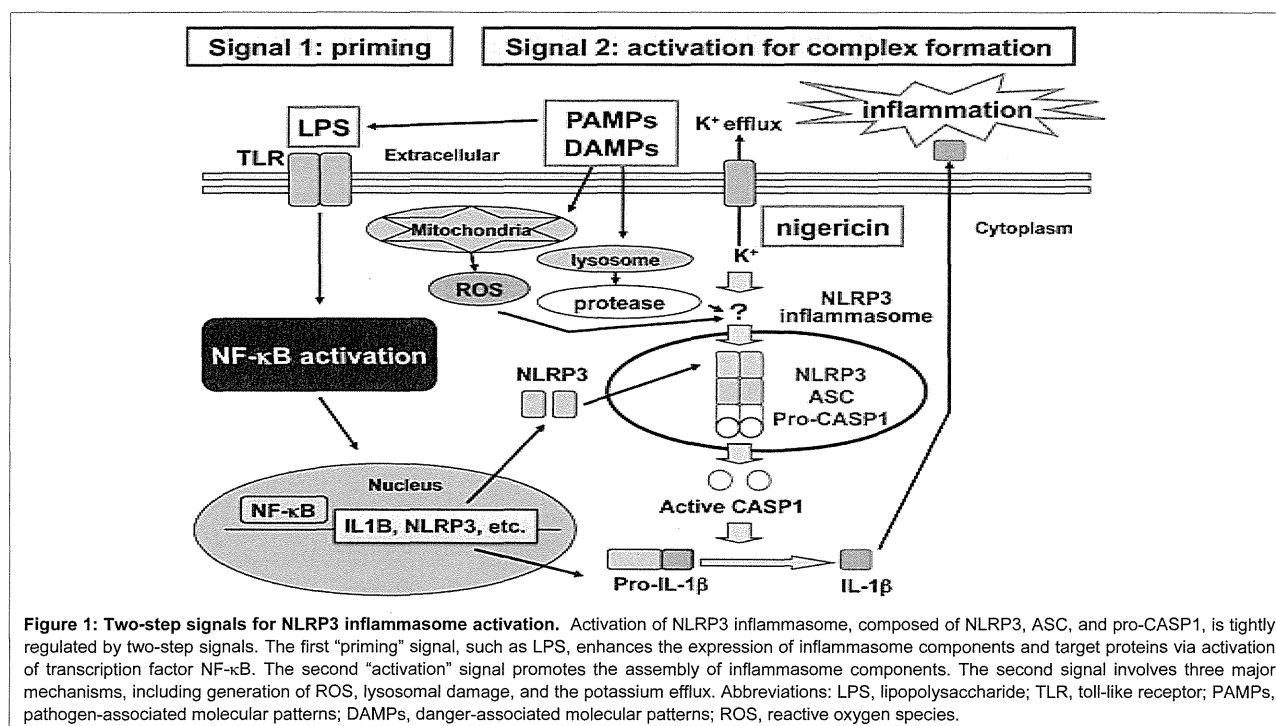 Signal 1: priming
Signal 2: activation for complex formation
LPS
PAMPs
DAMPs
K⁺ efflux
inflammation
TLR
Extracellular
Mitochondria
nigericin
Cytoplasm
lysosome
K⁺
ROS
protease
?
NLRP3
inflammasome
NF-κB activation
NLRP3
NLRP3
ASC
Pro-CASP1
Nucleus
NF-κB
IL1B, NLRP3, etc.
Active CASP1
Pro-IL-1β
IL-1β
Figure 1: Two-step signals for NLRP3 inflammasome activation. Activation of NLRP3 inflammasome, composed of NLRP3, ASC, and pro-CASP1, is tightly
regulated by two-step signals. The first “priming” signal, such as LPS, enhances the expression of inflammasome components and target proteins via activation
of transcription factor NF-κB. The second “activation” signal promotes the assembly of inflammasome components. The second signal involves three major
mechanisms, including generation of ROS, lysosomal damage, and the potassium efflux. Abbreviations: LPS, lipopolysaccharide; TLR, toll-like receptor; PAMPs,
pathogen-associated molecular patterns; DAMPs, danger-associated molecular patterns; ROS, reactive oxygen species.